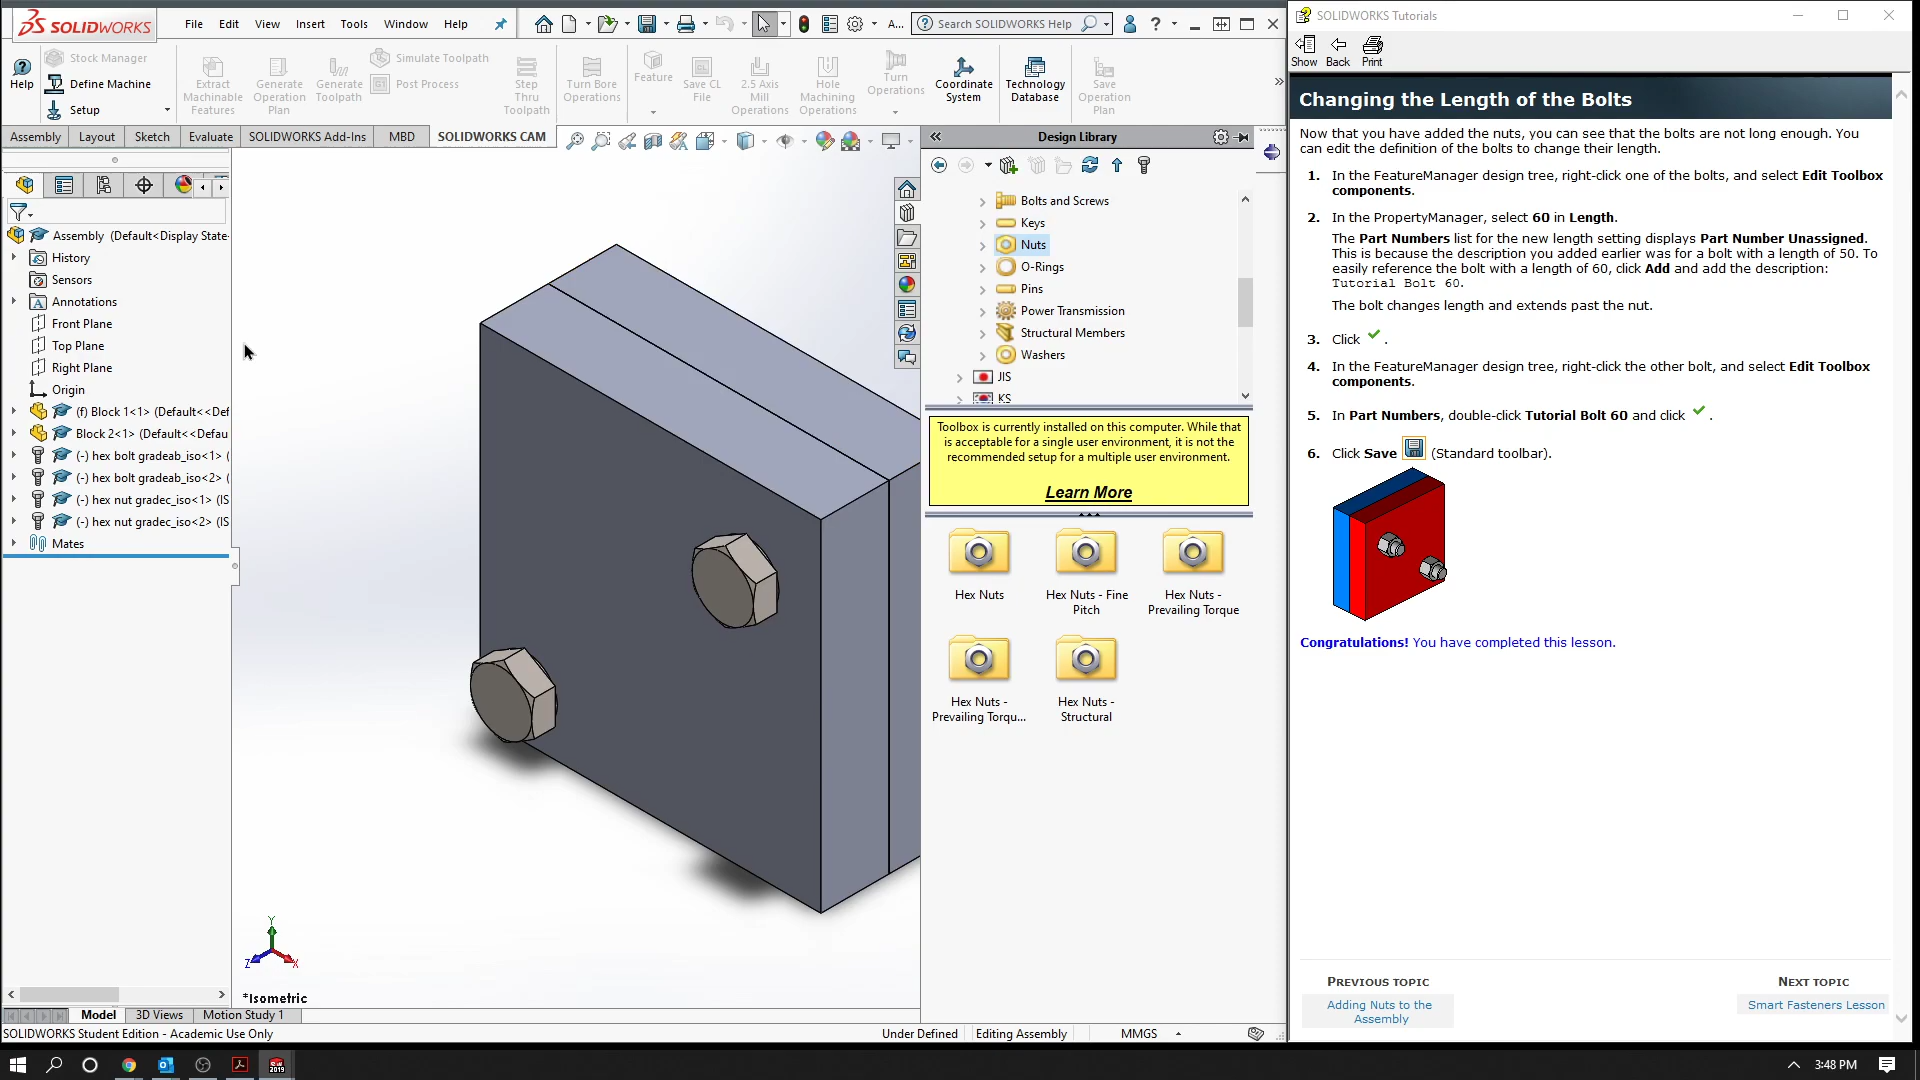 SOLIDWORKS
File Edit View Insert Tools Window Help
A...
Search SOLIDWORKS Help
Help
Stock Manager
Define Machine
Setup
Extract Machinable Features
Generate Operation Plan
Generate Toolpath
Simulate Toolpath
Post Process
Step Thru Toolpath
Turn Bore Operations
Feature
Save CL File
2.5 Axis Mill Operations
Hole Machining Operations
Turn Operations
Coordinate System
Technology Database
Save Operation Plan
Assembly Layout Sketch Evaluate SOLIDWORKS Add-Ins MBD SOLIDWORKS CAM
Assembly (Default<Display State-
History
Sensors
Annotations
Front Plane
Top Plane
Right Plane
Origin
(f) Block 1<1> (Default<<Def
Block 2<1> (Default<<Defau
(-) hex bolt gradeab_iso<1> (
(-) hex bolt gradeab_iso<2> (
(-) hex nut gradec_iso<1> (IS
(-) hex nut gradec_iso<2> (IS
Mates
Y
Z
X
*Isometric
Model 3D Views Motion Study 1
SOLIDWORKS Student Edition - Academic Use Only
Under Defined Editing Assembly MMGS
Design Library
Bolts and Screws
Keys
Nuts
O-Rings
Pins
Power Transmission
Structural Members
Washers
JIS
KS
Toolbox is currently installed on this computer. While that
is acceptable for a single user environment, it is not the
recommended setup for a multiple user environment.
Learn More
Hex Nuts
Hex Nuts - Fine Pitch
Hex Nuts - Prevailing Torque
Hex Nuts - Prevailing Torqu...
Hex Nuts - Structural
SOLIDWORKS Tutorials
Show Back Print
Changing the Length of the Bolts
Now that you have added the nuts, you can see that the bolts are not long enough. You
can edit the definition of the bolts to change their length.
1. In the FeatureManager design tree, right-click one of the bolts, and select Edit Toolbox
components.
2. In the PropertyManager, select 60 in Length.
The Part Numbers list for the new length setting displays Part Number Unassigned.
This is because the description you added earlier was for a bolt with a length of 50. To
easily reference the bolt with a length of 60, click Add and add the description:
Tutorial Bolt 60.
The bolt changes length and extends past the nut.
3. Click .
4. In the FeatureManager design tree, right-click the other bolt, and select Edit Toolbox
components.
5. In Part Numbers, double-click Tutorial Bolt 60 and click .
6. Click Save (Standard toolbar).
Congratulations! You have completed this lesson.
PREVIOUS TOPIC
Adding Nuts to the
Assembly
NEXT TOPIC
Smart Fasteners Lesson
2019
3:48 PM